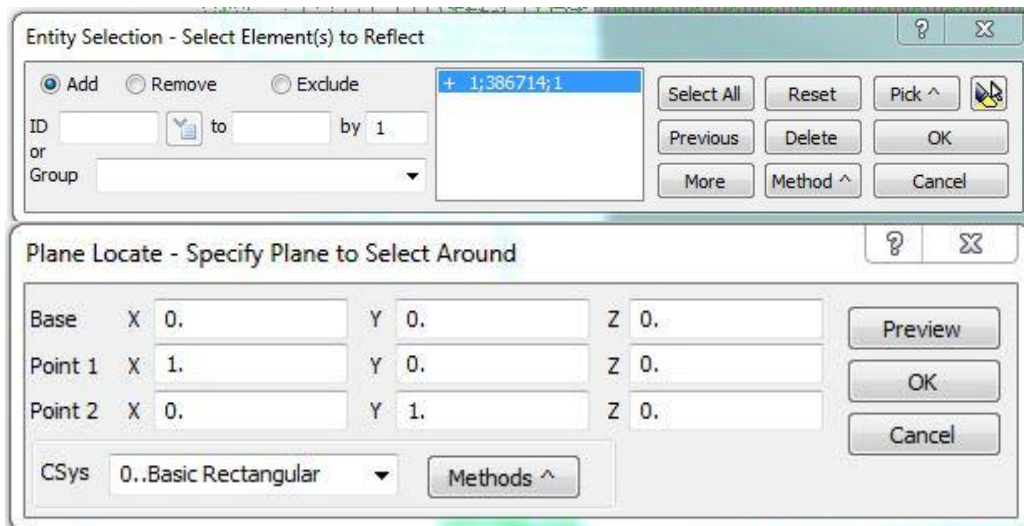 Entity Selection - Select Element(s) to Reflect
Add Remove Exclude + 1;386714;1 Select All Reset Pick ^
ID to by 1 Previous Delete OK
or
Group More Method ^ Cancel
Plane Locate - Specify Plane to Select Around
Base X 0. Y 0. Z 0. Preview
Point 1 X 1. Y 0. Z 0. OK
Point 2 X 0. Y 1. Z 0. Cancel
CSys 0..Basic Rectangular Methods ^